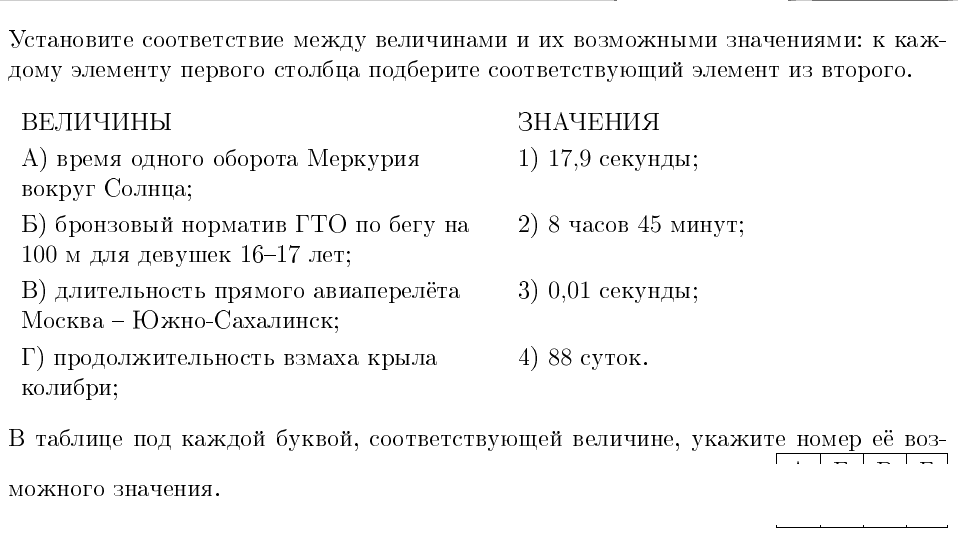 Установите соответствие между величинами и их возможными значениями: к каж-
дому элементу первого столбца подберите соответствующий элемент из второго.
ВЕЛИЧИНЫ
ЗНАЧЕНИЯ
А) время одного оборота Меркурия
вокруг Солнца;
1) 17,9 секунды;
Б) бронзовый норматив ГТО по бегу на
100 м для девушек 16–17 лет;
2) 8 часов 45 минут;
В) длительность прямого авиаперелёта
Москва – Южно-Сахалинск;
3) 0,01 секунды;
Г) продолжительность взмаха крыла
колибри;
4) 88 суток.
В таблице под каждой буквой, соответствующей величине, укажите номер её воз-
можного значения.